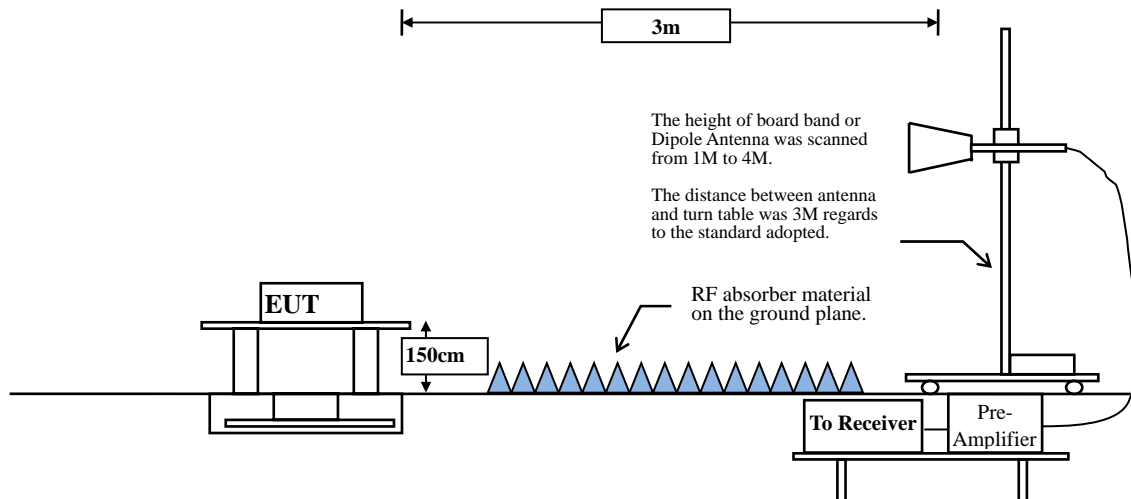 3m
The height of board band or
Dipole Antenna was scanned
from 1M to 4M.
The distance between antenna
and turn table was 3M regards
to the standard adopted.
EUT
RF absorber material
on the ground plane.
150cm
To Receiver
Pre-
Amplifier